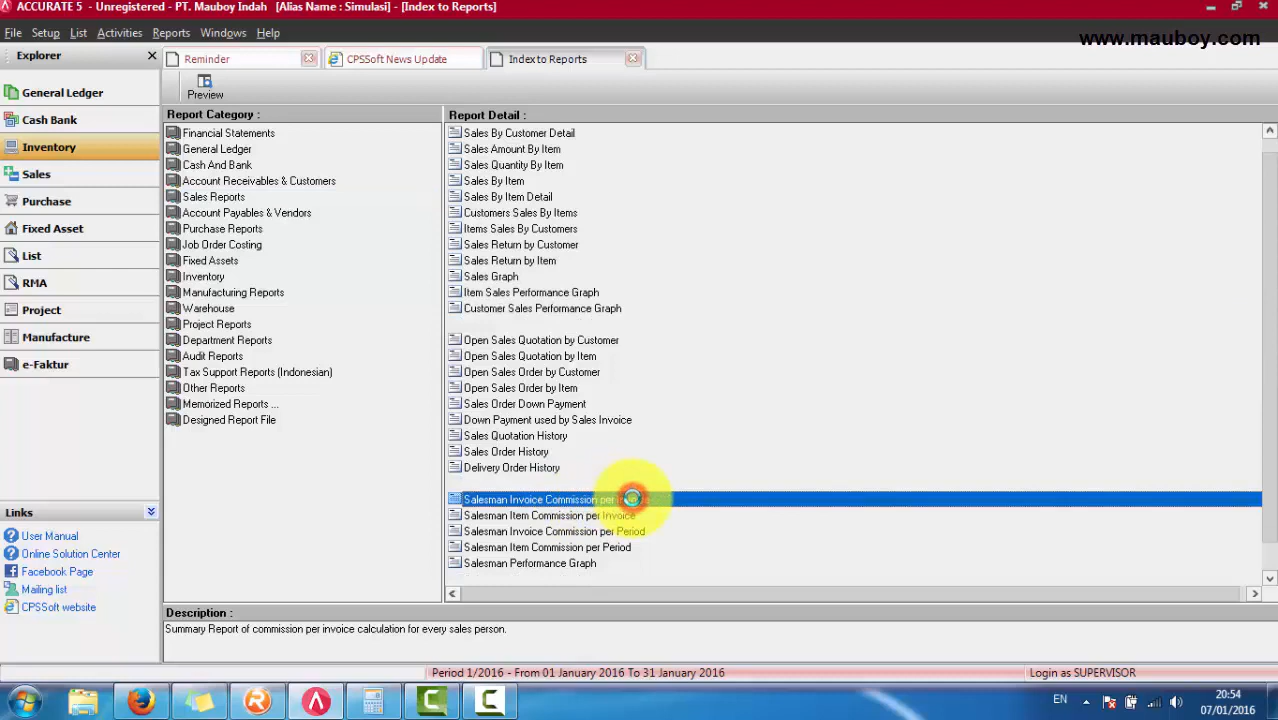 ACCURATE 5 - Unregistered - PT. Mauboy Indah [Alias Name : Simulasi] - [Index to Reports]
File Setup List Activities Reports Windows Help
www.mauboy.com
Explorer
Reminder
CPSSoft News Update
Index to Reports
Preview
General Ledger
Cash Bank
Inventory
Sales
Purchase
Fixed Asset
List
RMA
Project
Manufacture
e-Faktur
Links
User Manual
Online Solution Center
Facebook Page
Mailing list
CPSSoft website
Report Category :
Financial Statements
General Ledger
Cash And Bank
Account Receivables & Customers
Sales Reports
Account Payables & Vendors
Purchase Reports
Job Order Costing
Fixed Assets
Inventory
Manufacturing Reports
Warehouse
Project Reports
Department Reports
Audit Reports
Tax Support Reports (Indonesian)
Other Reports
Memorized Reports ...
Designed Report File
Report Detail :
Sales By Customer Detail
Sales Amount By Item
Sales Quantity By Item
Sales By Item
Sales By Item Detail
Customers Sales By Items
Items Sales By Customers
Sales Return by Customer
Sales Return by Item
Sales Graph
Item Sales Performance Graph
Customer Sales Performance Graph
Open Sales Quotation by Customer
Open Sales Quotation by Item
Open Sales Order by Customer
Open Sales Order by Item
Sales Order Down Payment
Down Payment used by Sales Invoice
Sales Quotation History
Sales Order History
Delivery Order History
Salesman Invoice Commission per
Salesman Item Commission per Invoice
Salesman Invoice Commission per Period
Salesman Item Commission per Period
Salesman Performance Graph
Description :
Summary Report of commission per invoice calculation for every sales person.
Period 1/2016 - From 01 January 2016 To 31 January 2016
Login as SUPERVISOR
EN
20:54
07/01/2016